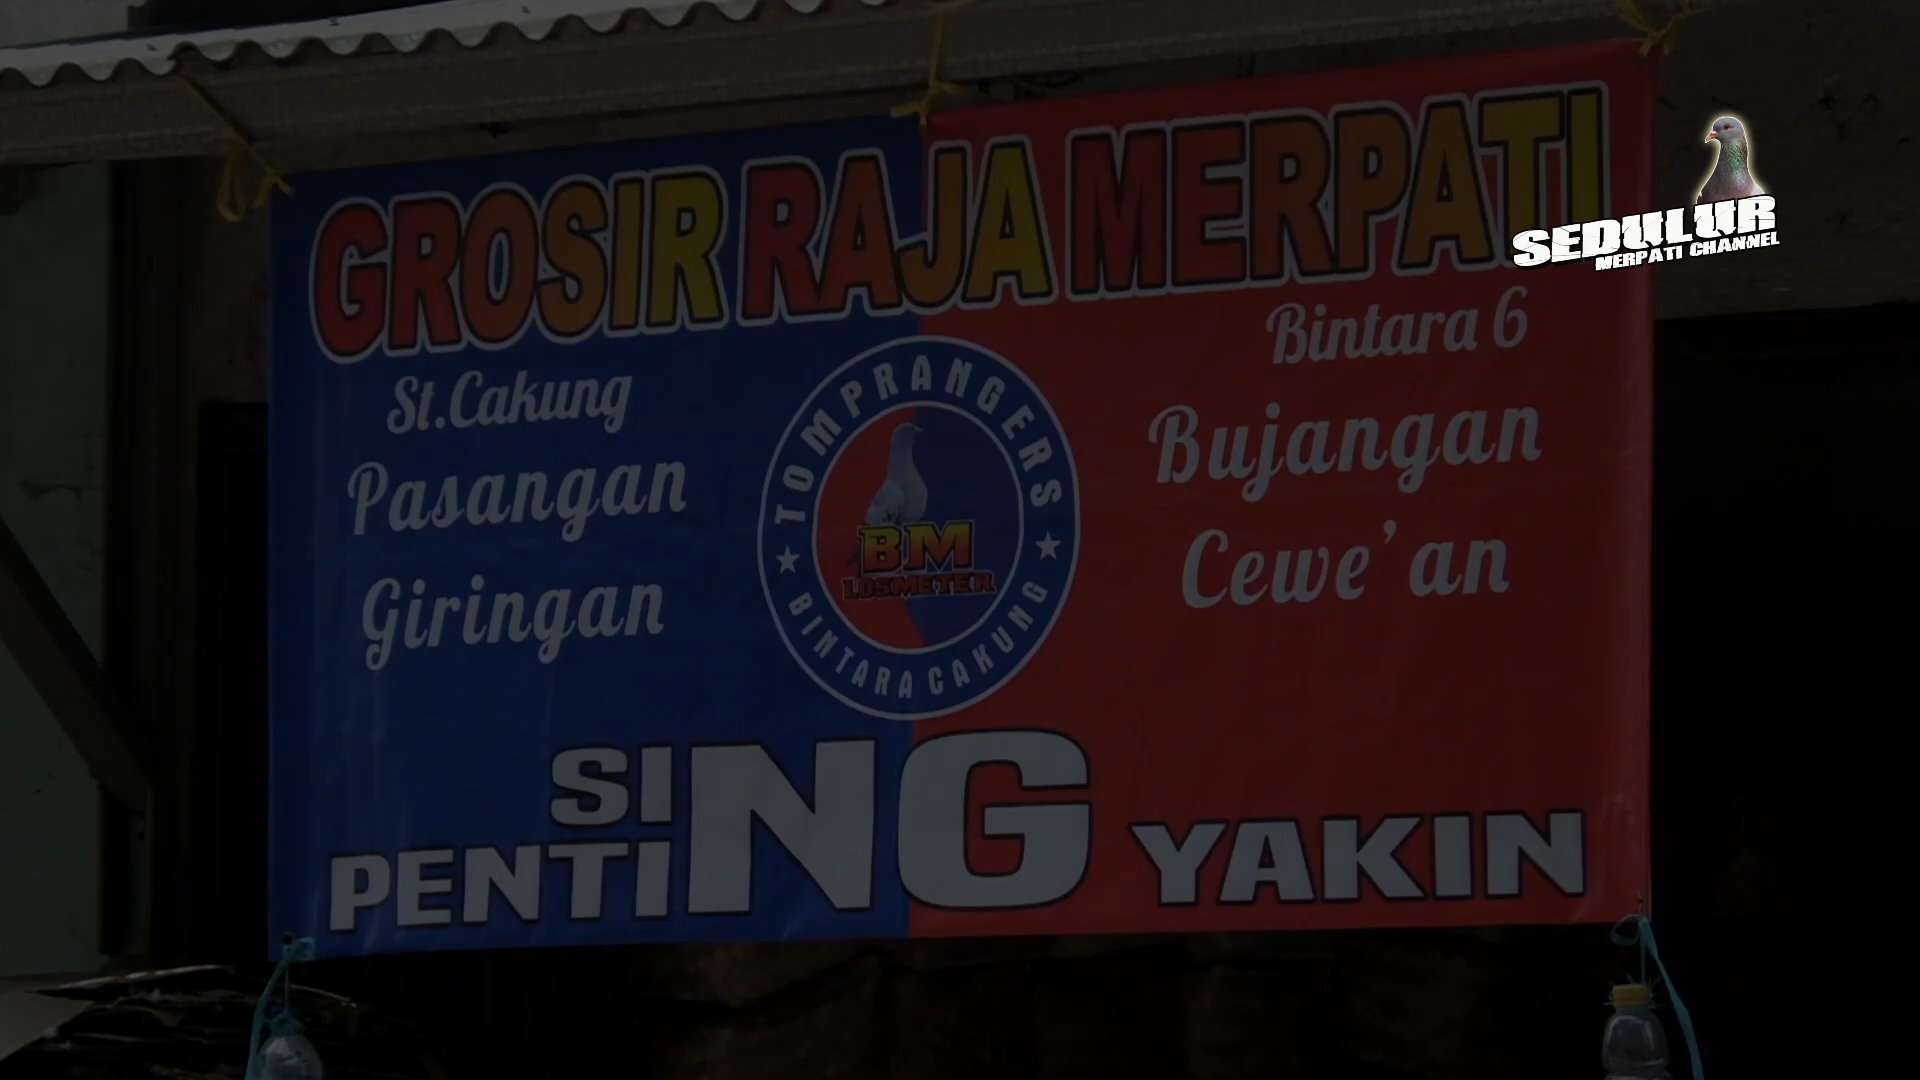 GROSIR RAJA MERPATI
SEDULUR
MERPATI CHANNEL
St.Cakung
Pasangan
Giringan
TOMPRANGERS
BM
LOSMETER
BINTARA CAKUNG
Bintara 6
Bujangan
Cewe'an
SI PENTING YAKIN